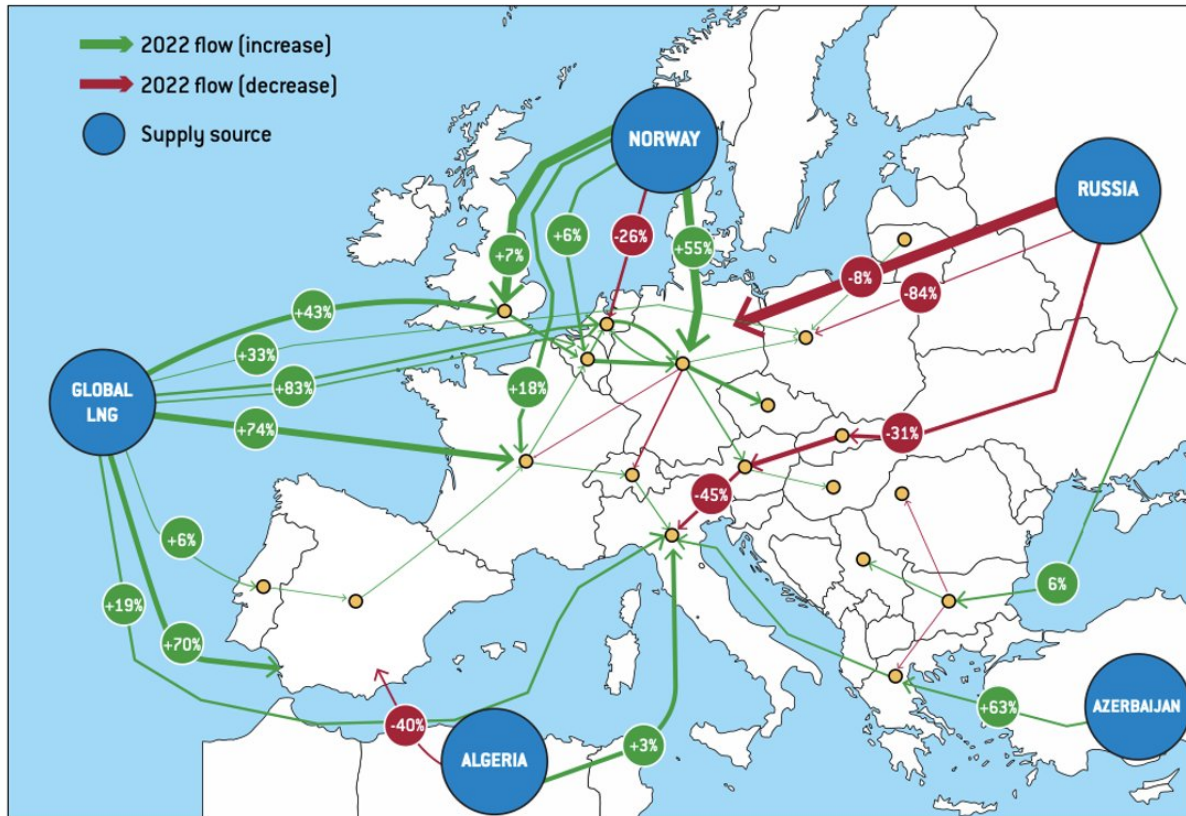 2022 flow (increase)
2022 flow (decrease)
Supply source
NORWAY
RUSSIA
+7%
+6%
-26%
+55%
-8%
-84%
+43%
+33%
+83%
GLOBAL
LNG
+18%
+74%
-31%
-45%
+6%
+19%
+70%
6%
-40%
ALGERIA
+3%
+63%
AZERBAIJAN